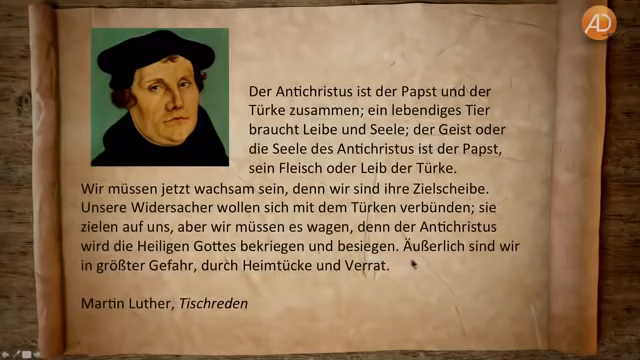 AD
Der Antichristus ist der Papst und der
Türke zusammen; ein lebendiges Tier
braucht Leibe und Seele; der Geist oder
die Seele des Antichristus ist der Papst,
sein Fleisch oder Leib der Türke.
Wir müssen jetzt wachsam sein, denn wir sind ihre Zielscheibe.
Unsere Widersacher wollen sich mit dem Türken verbünden; sie
zielen auf uns, aber wir müssen es wagen, denn der Antichristus
wird die Heiligen Gottes bekriegen und besiegen. Äußerlich sind wir
in größter Gefahr, durch Heimtücke und Verrat.
Martin Luther, Tischreden